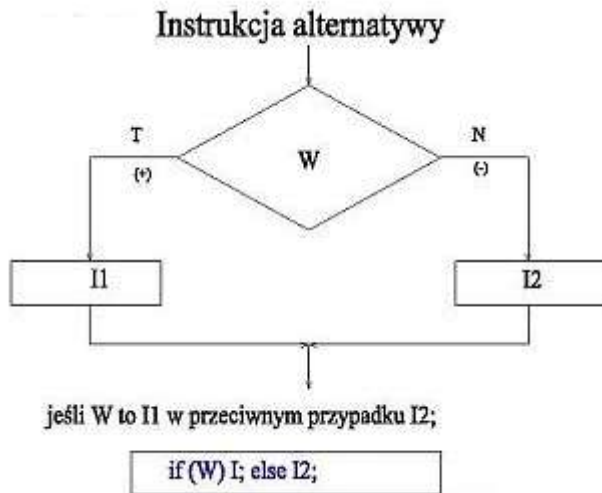 Instrukcja alternatywy
T
N
W
(+)
(-)
I1
I2
jeśli W to I1 w przeciwnym przypadku I2;
if (W) I; else I2;